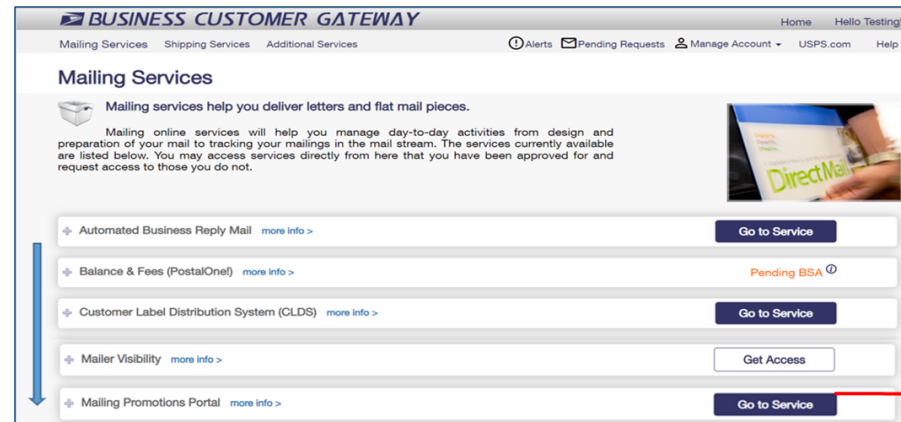 BUSINESS CUSTOMER GATEWAY
Home Hello Testing!
Mailing Services Shipping Services Additional Services Alerts Pending Requests Manage Account USPS.com Help
Mailing Services
Mailing services help you deliver letters and flat mail pieces.
Mailing online services will help you manage day-to-day activities from design and
preparation of your mail to tracking your mailings in the mail stream. The services currently available
are listed below. You may access services directly from here that you have been approved for and
request access to those you do not.
DirectMail
Automated Business Reply Mail more info > Go to Service
Balance & Fees (PostalOne!) more info > Pending BSA
Customer Label Distribution System (CLDS) more info > Go to Service
Mailer Visibility more info > Get Access
Mailing Promotions Portal more info > Go to Service